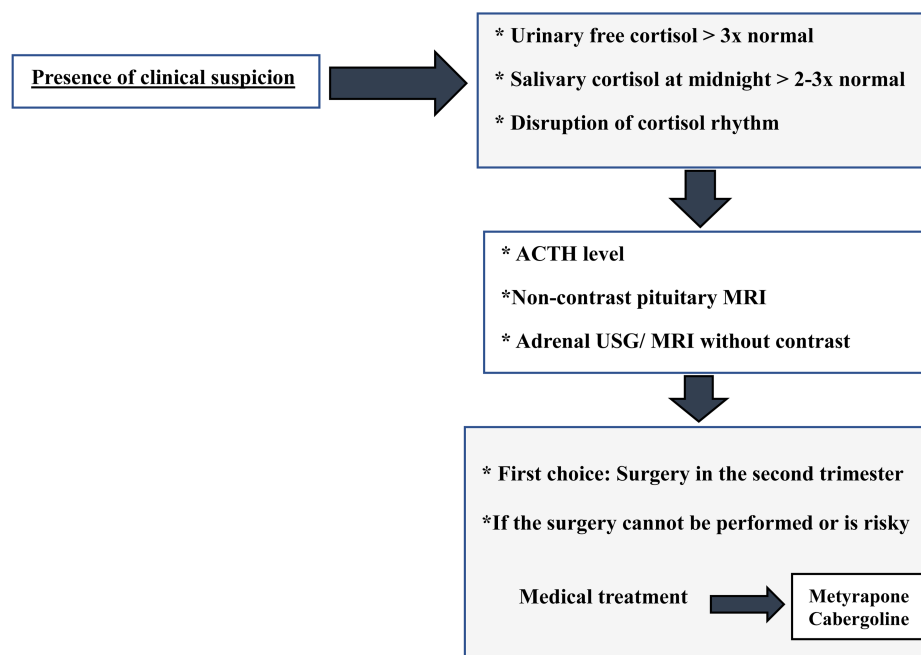 Presence of clinical suspicion
* Urinary free cortisol > 3x normal
* Salivary cortisol at midnight > 2-3x normal
* Disruption of cortisol rhythm
* ACTH level
*Non-contrast pituitary MRI
* Adrenal USG/ MRI without contrast
* First choice: Surgery in the second trimester
*If the surgery cannot be performed or is risky
Medical treatment
Metyrapone
Cabergoline